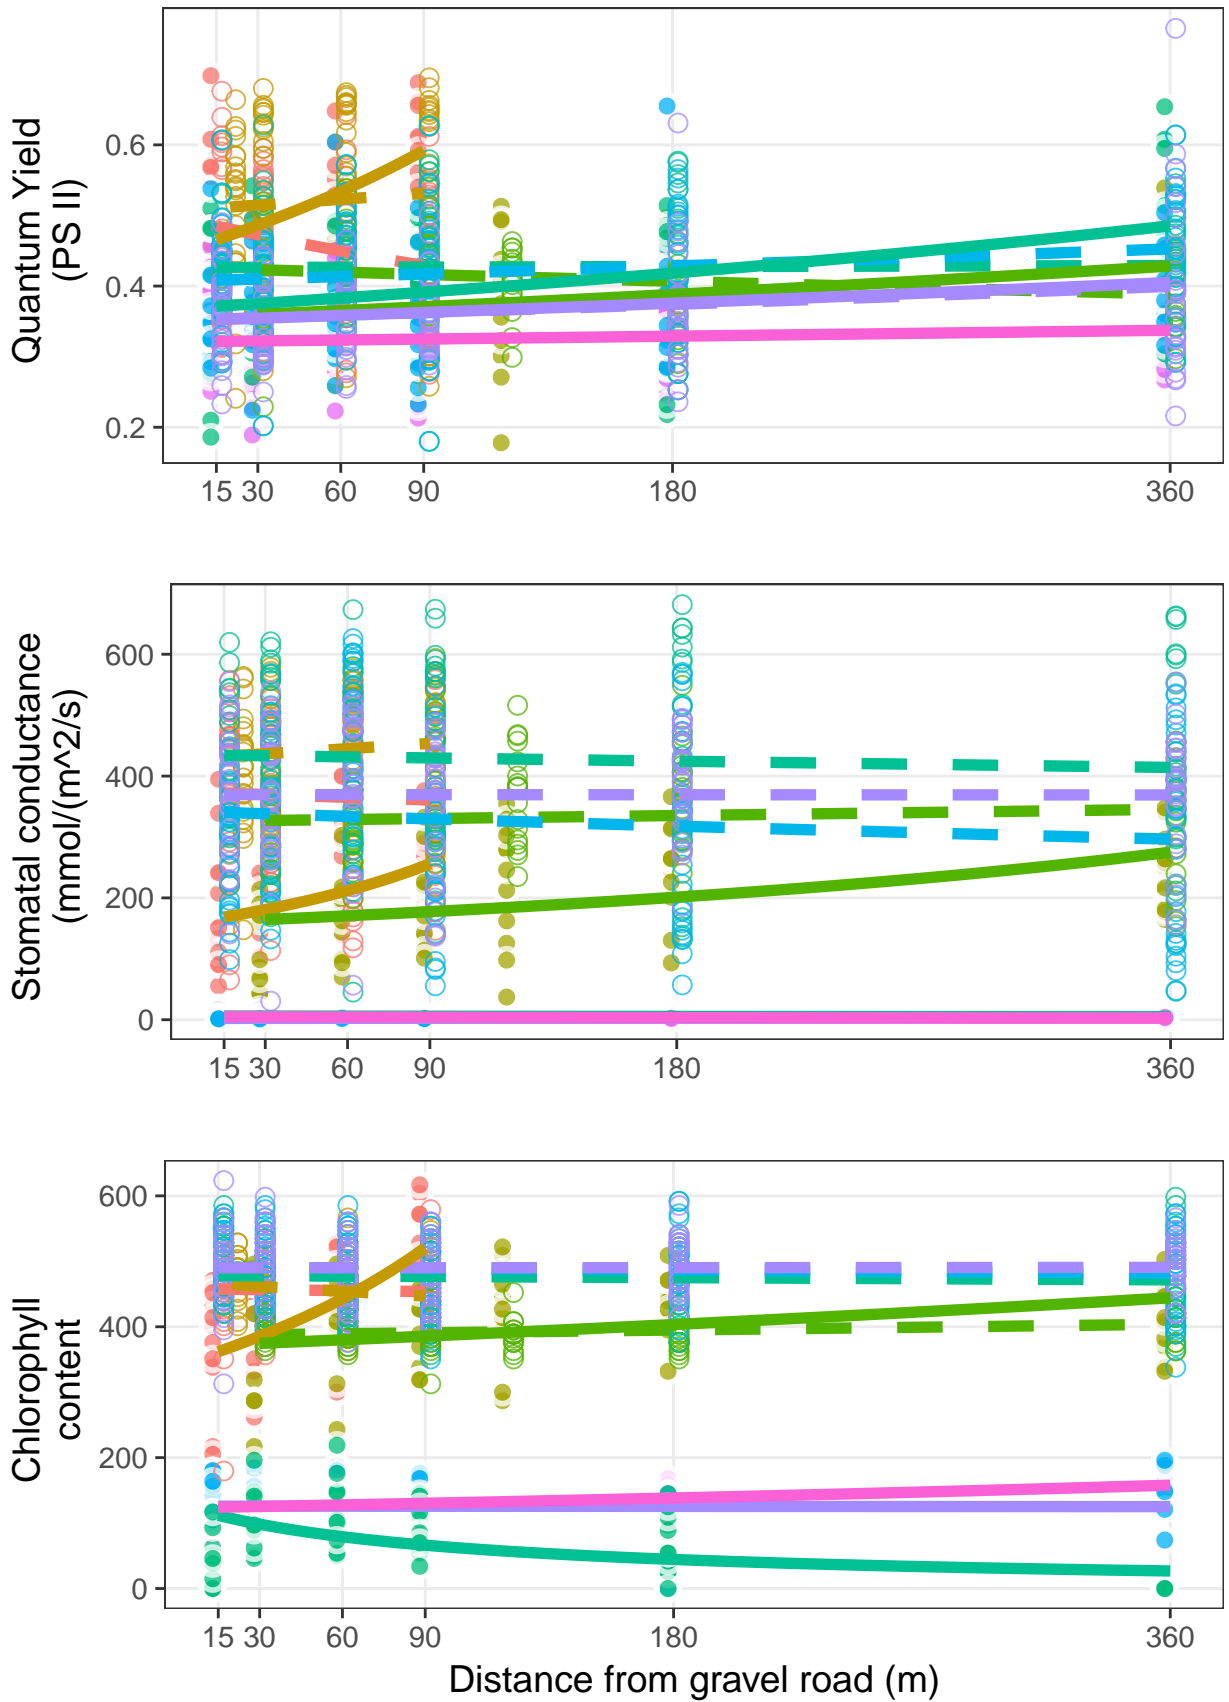 Quantum Yield
(PS II)
0.6
0.4
0.2
15 30 60 90 180 360
Stomatal conductance
(mmol/(m^2/s)
600
400
200
0
15 30 60 90 180 360
Chlorophyll
content
600
400
200
0
15 30 60 90 180 360
Distance from gravel road (m)